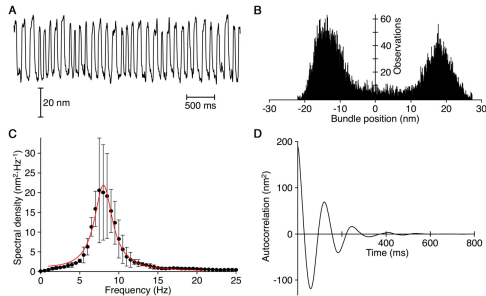 A
20 nm
500 ms
B
60
40
20
Observations
-30 -20 -10 0 10 20 30
Bundle position (nm)
C
Spectral density (nm²·Hz⁻¹)
30
25
20
15
10
5
0
0 5 10 15 20 25
Frequency (Hz)
D
Autocorrelation (nm²)
200
100
0
-100
200 400 600 800
Time (ms)